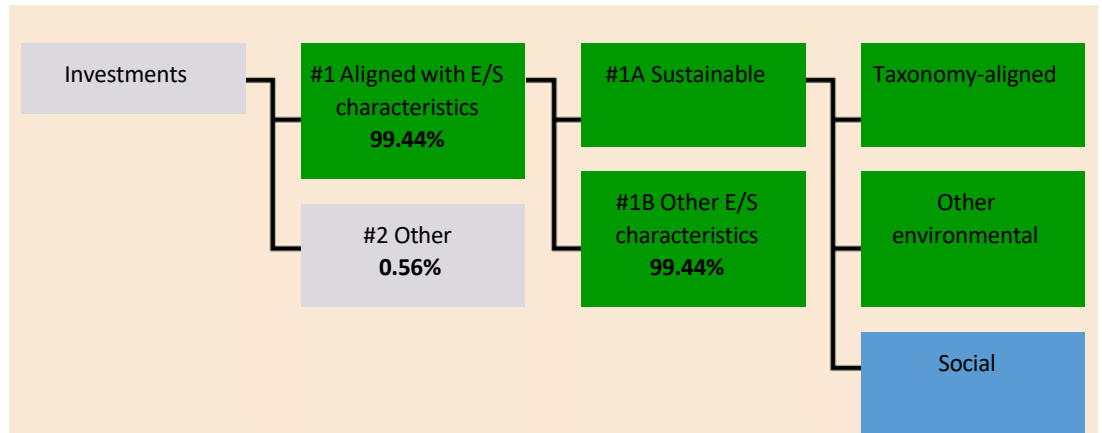 Investments
#1 Aligned with E/S
characteristics
99.44%
#2 Other
0.56%
#1A Sustainable
#1B Other E/S
characteristics
99.44%
Taxonomy-aligned
Other
environmental
Social